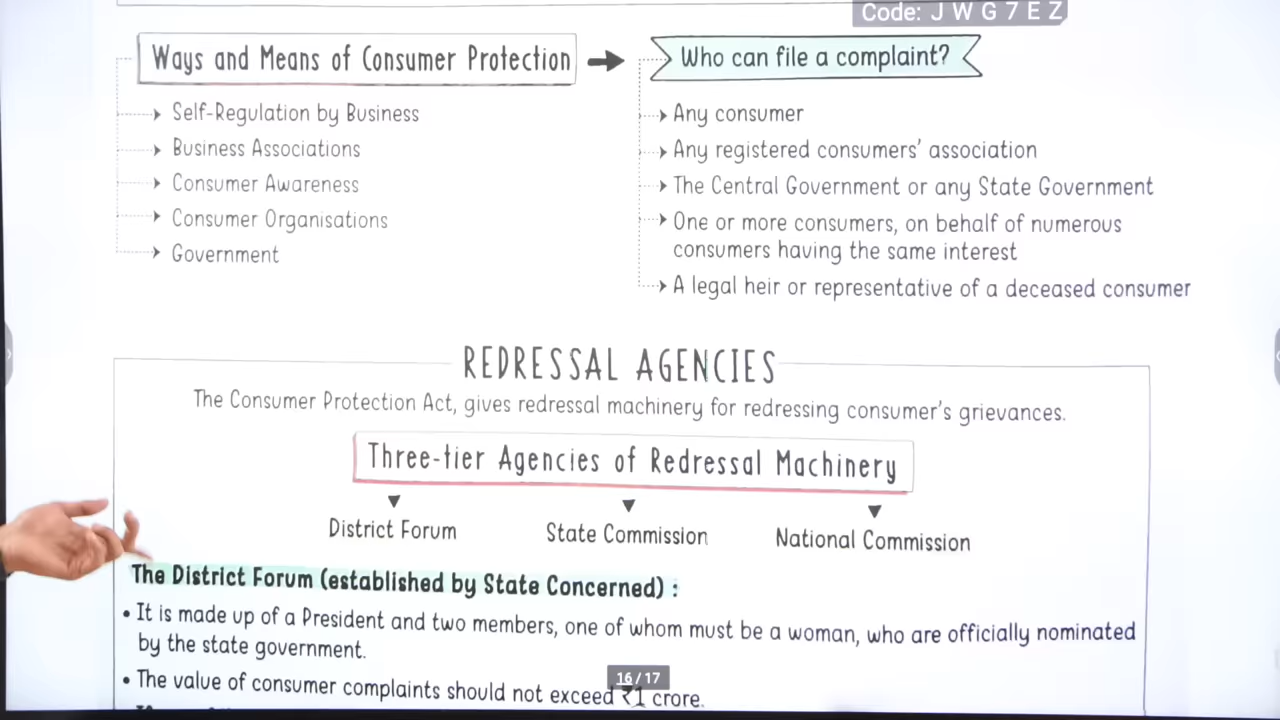 Code: J W G 7 E Z
Ways and Means of Consumer Protection
Self-Regulation by Business
Business Associations
Consumer Awareness
Consumer Organisations
Government
Who can file a complaint?
Any consumer
Any registered consumers' association
The Central Government or any State Government
One or more consumers, on behalf of numerous
consumers having the same interest
A legal heir or representative of a deceased consumer
REDRESSAL AGENCIES
The Consumer Protection Act, gives redressal machinery for redressing consumer's grievances.
Three-tier Agencies of Redressal Machinery
District Forum
State Commission
National Commission
The District Forum (established by State Concerned) :
• It is made up of a President and two members, one of whom must be a woman, who are officially nominated
by the state government.
• The value of consumer complaints should not exceed ₹1 crore.
16 / 17